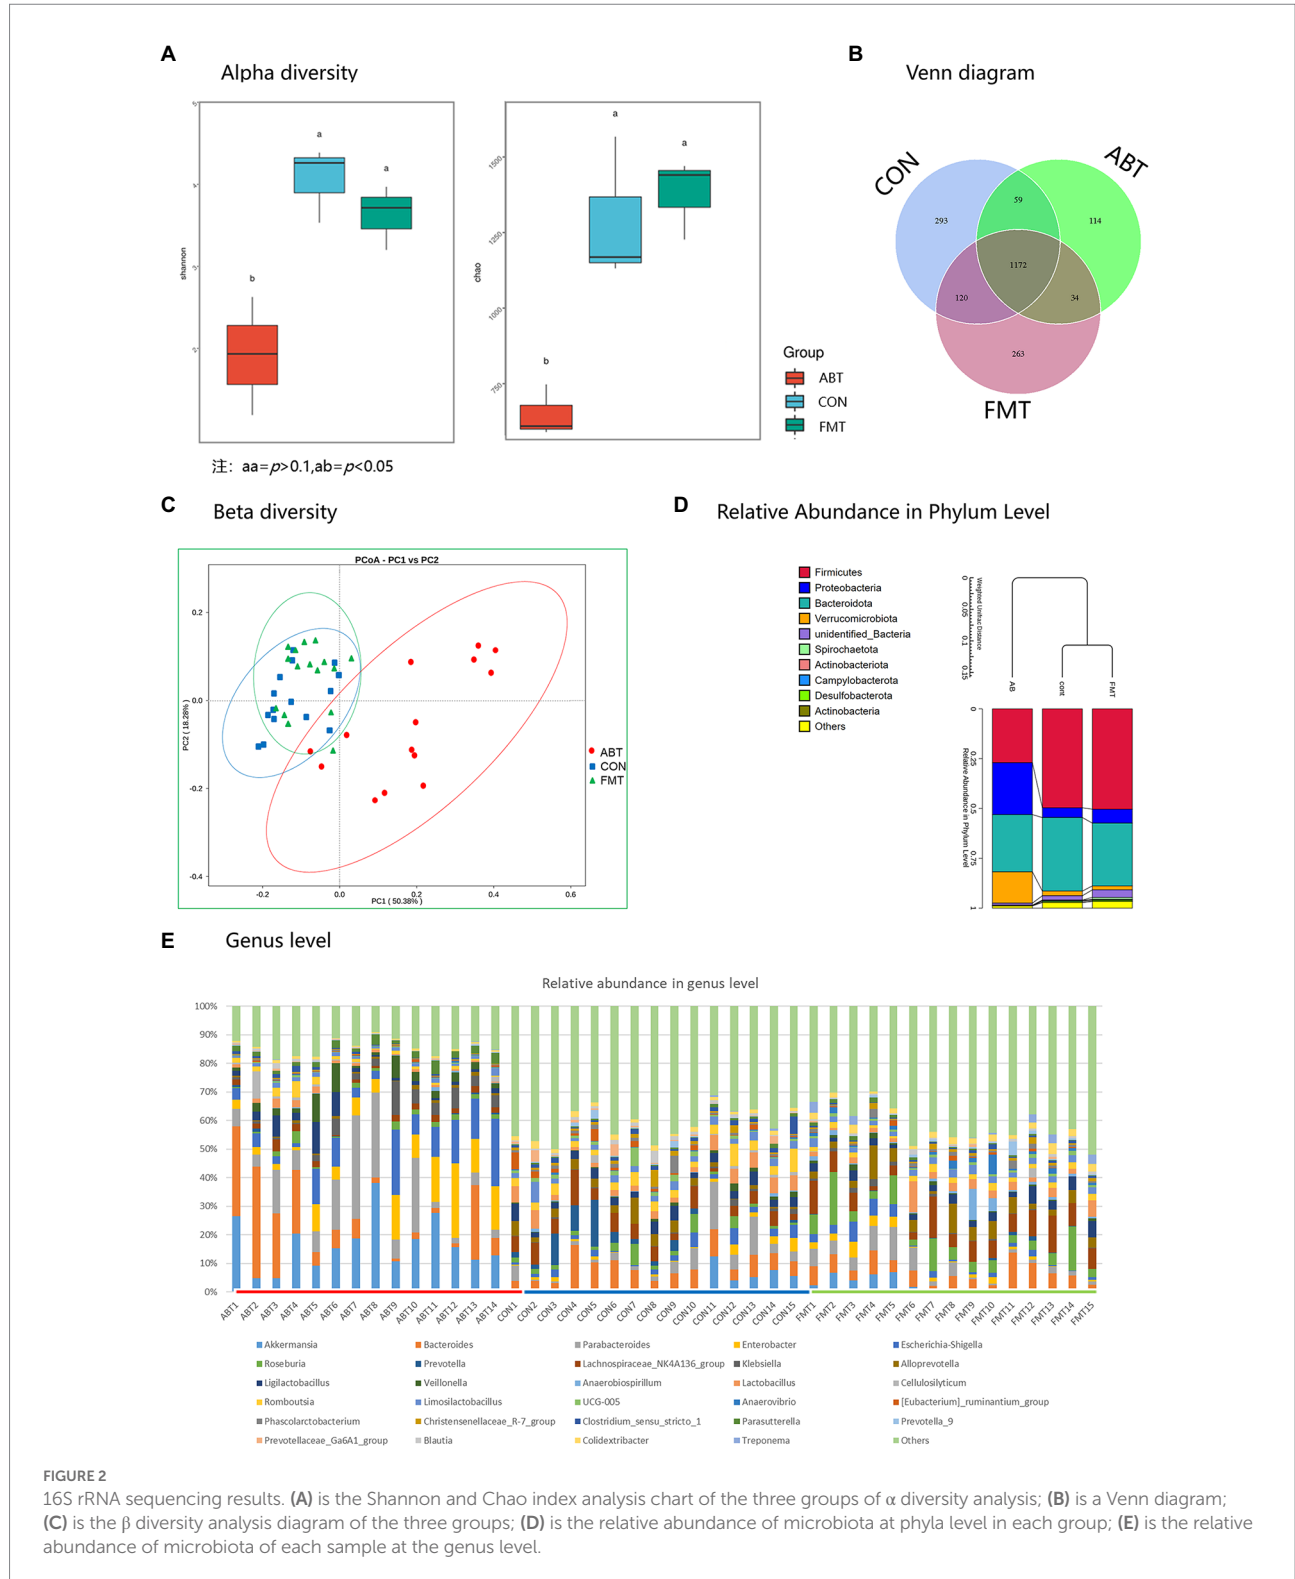 A
Alpha diversity
5
4
3
2
shannon
a
a
b
1500
1250
1000
750
chao
a
a
b
Group
ABT
CON
FMT
注: aa=p>0.1,ab=p<0.05
B
Venn diagram
CON
ABT
FMT
293
59
114
1172
120
34
263
C
Beta diversity
PCoA - PC1 vs PC2
0.2
0.0
-0.2
-0.4
PC2 ( 18.28% )
-0.2
0.0
0.2
0.4
0.6
PC1 ( 50.38% )
ABT
CON
FMT
D
Relative Abundance in Phylum Level
Firmicutes
Proteobacteria
Bacteroidota
Verrucomicrobiota
unidentified_Bacteria
Spirochaetota
Actinobacteriota
Campylobacterota
Desulfobacterota
Actinobacteria
Others
Weighted Unifrac Distance
0
0.05
0.1
0.15
AB
cont
FMT
0
0.25
0.5
0.75
1
Relative Abundance in Phylum Level
E
Genus level
Relative abundance in genus level
100%
90%
80%
70%
60%
50%
40%
30%
20%
10%
0%
ABT1 ABT2 ABT3 ABT4 ABT5 ABT6 ABT7 ABT8 ABT9 ABT10 ABT11 ABT12 ABT13 ABT14 CON1 CON2 CON3 CON4 CON5 CON6 CON7 CON8 CON9 CON10 CON11 CON12 CON13 CON14 CON15 FMT1 FMT2 FMT3 FMT4 FMT5 FMT6 FMT7 FMT8 FMT9 FMT10 FMT11 FMT12 FMT13 FMT14 FMT15
Akkermansia Bacteroides Parabacteroides Enterobacter Escherichia-Shigella
Roseburia Prevotella Lachnospiraceae_NK4A136_group Klebsiella Alloprevotella
Ligilactobacillus Veillonella Anaerobiospirillum Lactobacillus Cellulosilyticum
Romboutsia Limosilactobacillus UCG-005 Anaerovibrio [Eubacterium]_ruminantium_group
Phascolarctobacterium Christensenellaceae_R-7_group Clostridium_sensu_stricto_1 Parasutterella Prevotella_9
Prevotellaceae_Ga6A1_group Blautia Colidextribacter Treponema Others
FIGURE 2
16S rRNA sequencing results. (A) is the Shannon and Chao index analysis chart of the three groups of α diversity analysis; (B) is a Venn diagram;
(C) is the β diversity analysis diagram of the three groups; (D) is the relative abundance of microbiota at phyla level in each group; (E) is the relative
abundance of microbiota of each sample at the genus level.